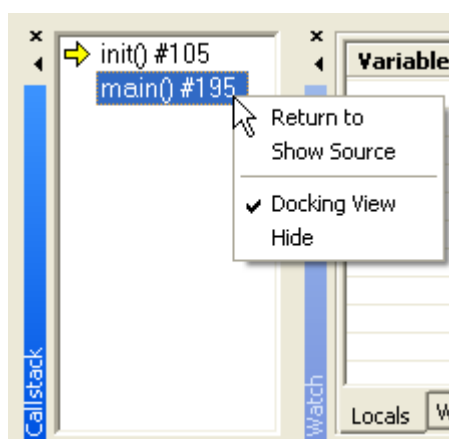 init() #105
main() #195
Return to
Show Source
Docking View
Hide
Callstack
Variable
Watch
Locals
W